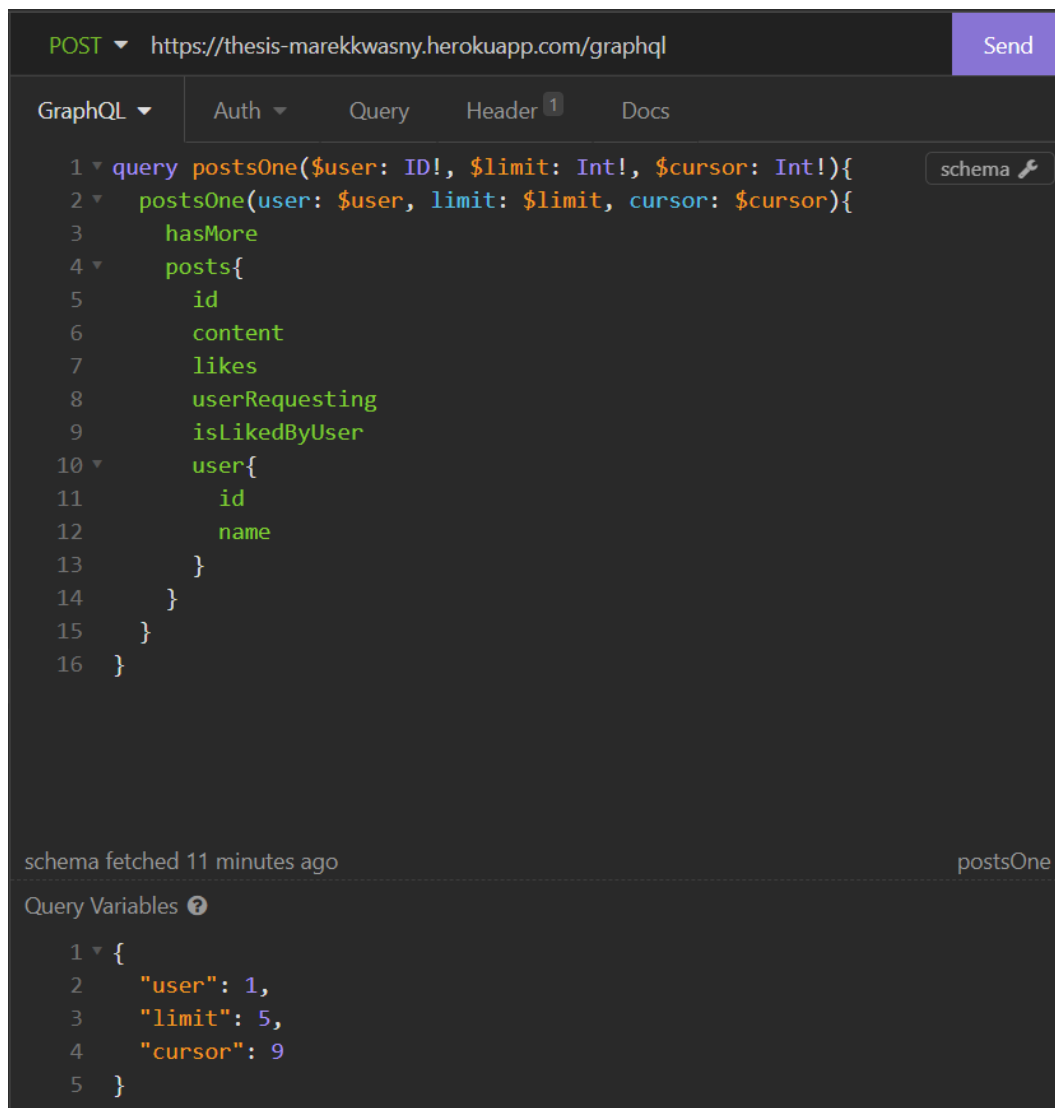 POST https://thesis-marekkwasny.herokuapp.com/graphql Send
GraphQL Auth Query Header 1 Docs
1 query postsOne($user: ID!, $limit: Int!, $cursor: Int!){ schema
2 postsOne(user: $user, limit: $limit, cursor: $cursor){
3 hasMore
4 posts{
5 id
6 content
7 likes
8 userRequesting
9 isLikedByUser
10 user{
11 id
12 name
13 }
14 }
15 }
16 }
schema fetched 11 minutes ago postsOne
Query Variables ?
1 {
2 "user": 1,
3 "limit": 5,
4 "cursor": 9
5 }